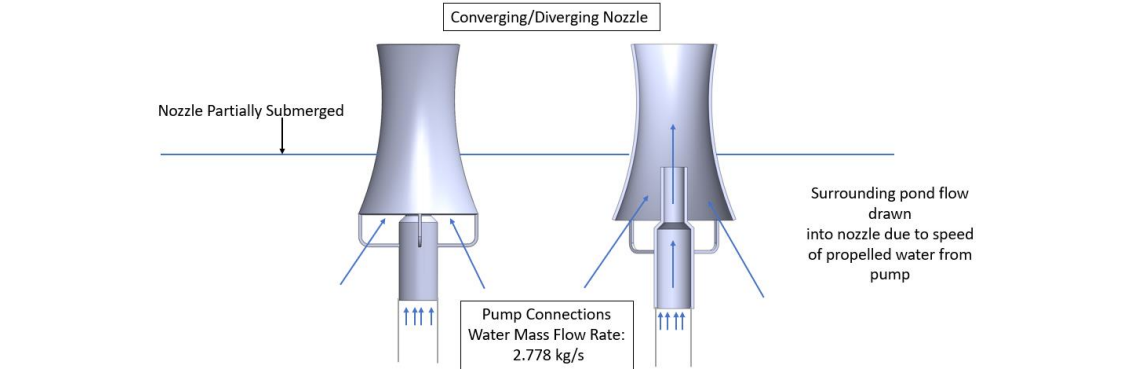 Converging/Diverging Nozzle
Nozzle Partially Submerged
Surrounding pond flow
drawn
into nozzle due to speed
of propelled water from
pump
Pump Connections
Water Mass Flow Rate:
2.778 kg/s